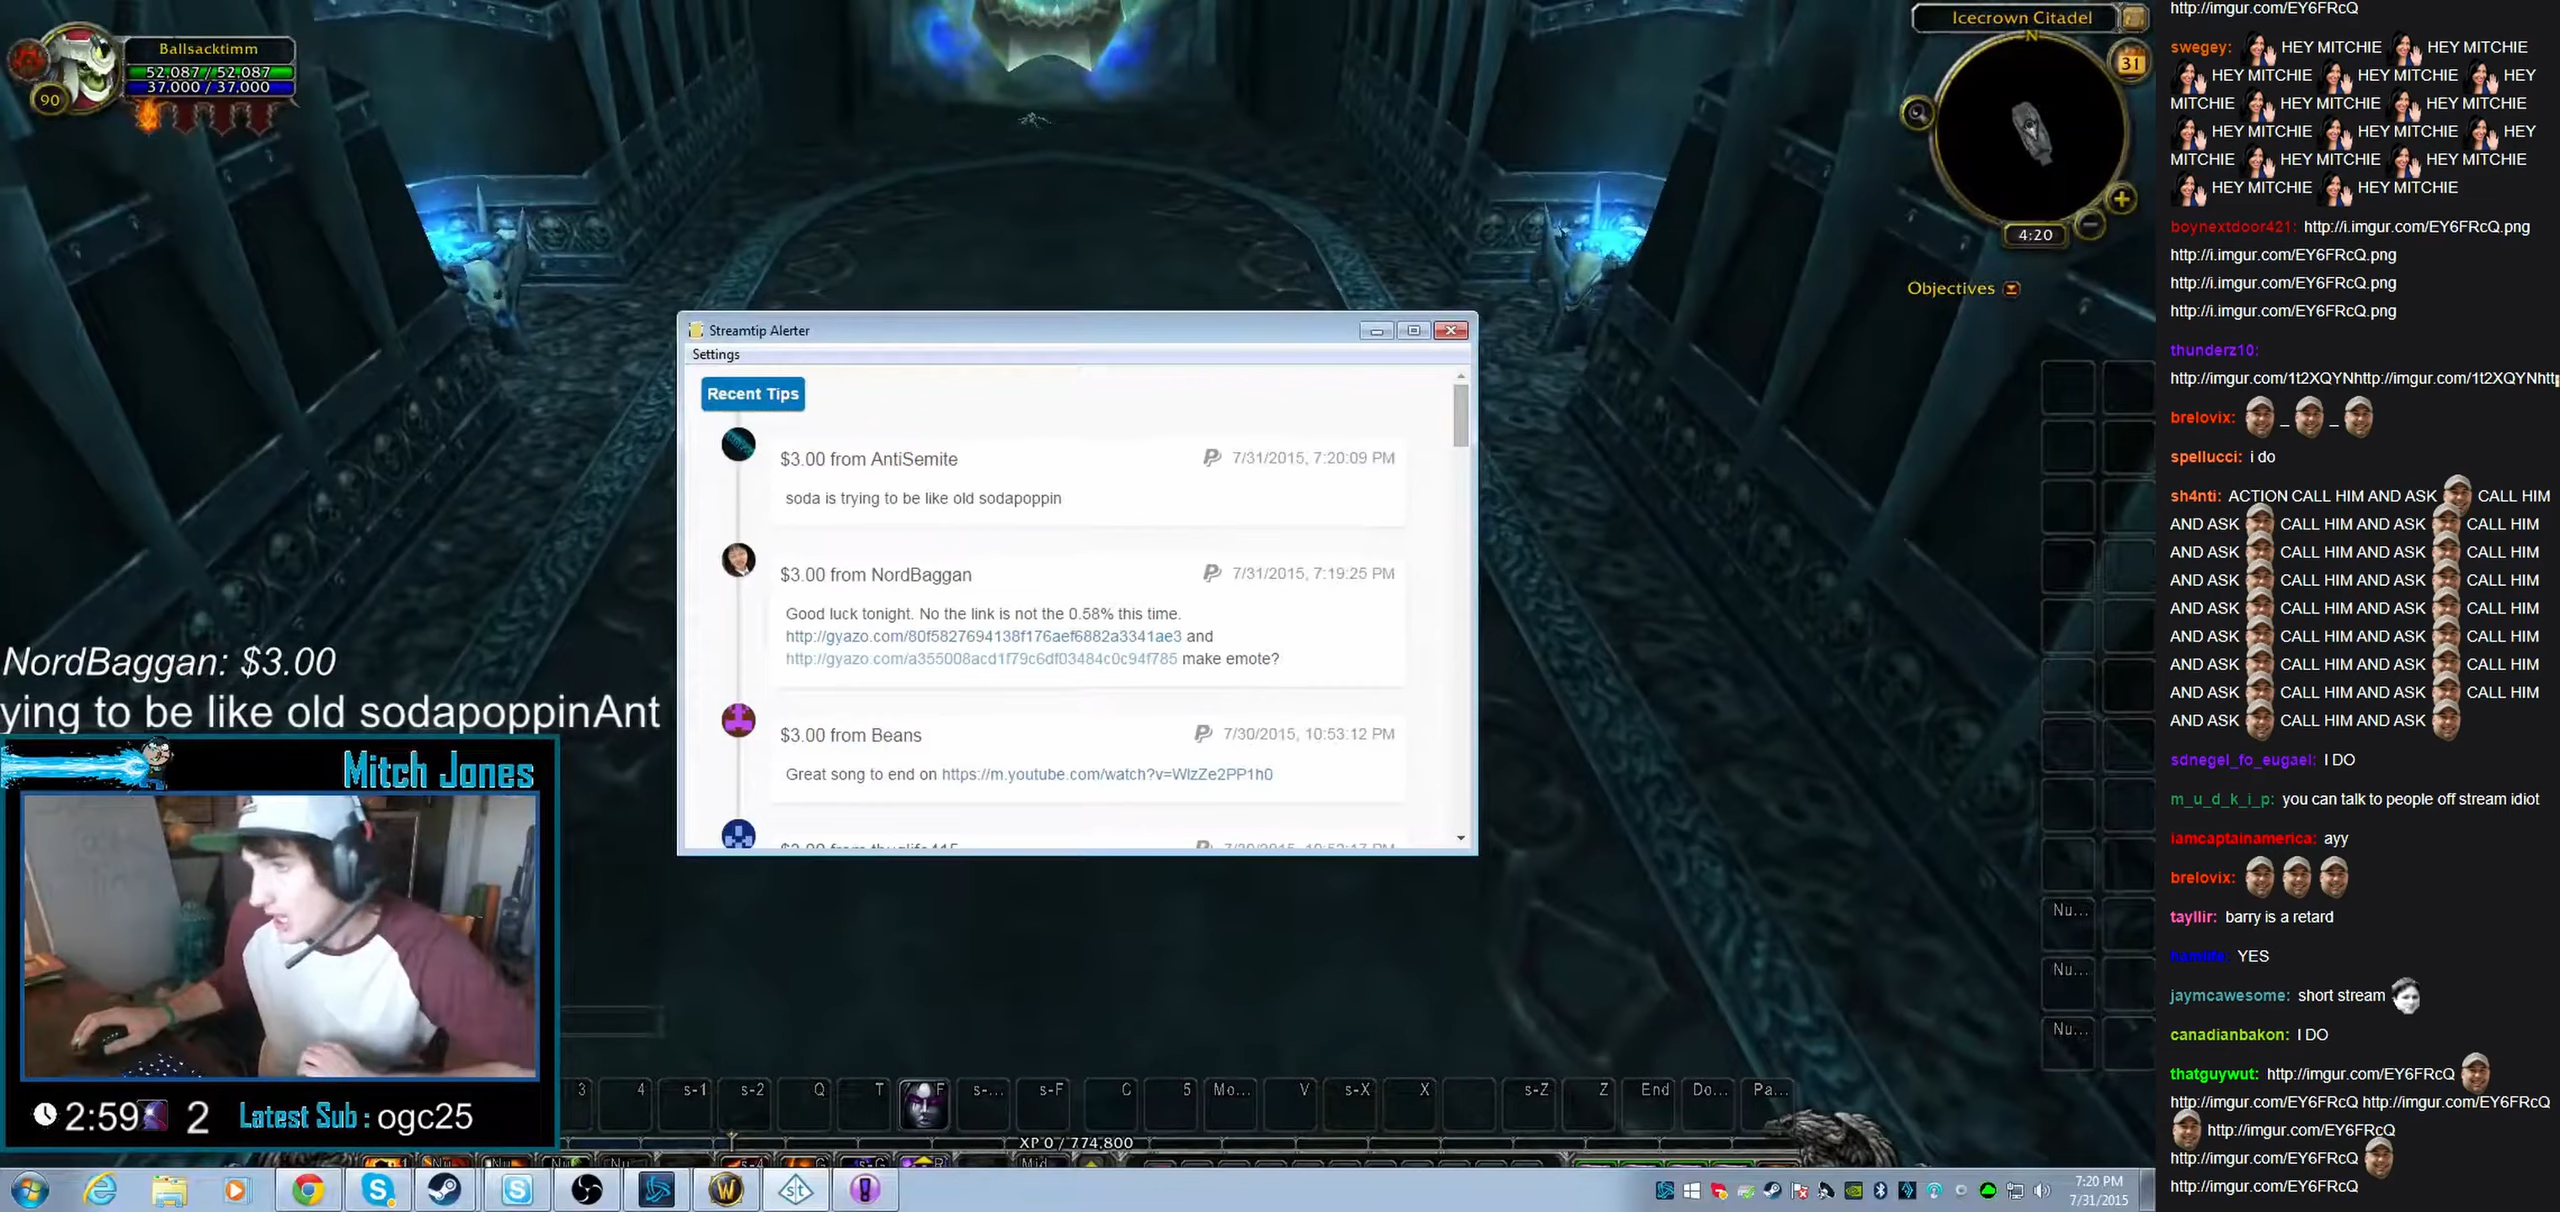 Ballsacktimm
52,087 / 52,087
37,000 / 37,000
90
Icecrown Citadel
N
31
4:20
Objectives
Streamtip Alerter
Settings
Recent Tips
$3.00 from AntiSemite
7/31/2015, 7:20:09 PM
soda is trying to be like old sodapoppin
$3.00 from NordBaggan
7/31/2015, 7:19:25 PM
Good luck tonight. No the link is not the 0.58% this time.
http://gyazo.com/80f5827694138f176aef6882a3341ae3 and
http://gyazo.com/a355008acd1f79c6df03484c0c94f785 make emote?
$3.00 from Beans
7/30/2015, 10:53:12 PM
Great song to end on https://m.youtube.com/watch?v=WlzZe2PP1h0
NordBaggan: $3.00
ying to be like old sodapoppinAnt
Mitch Jones
2:59 2 Latest Sub : ogc25
Nu...
Nu...
Nu...
3 4 s-1 s-2 Q T F s-... s-F C 5 Mo... V s-X X s-Z Z End Do... Pa...
XP 0 / 774,800
7:20 PM
7/31/2015
http://imgur.com/EY6FRcQ
swegey: HEY MITCHIE HEY MITCHIE
HEY MITCHIE HEY MITCHIE HEY
MITCHIE HEY MITCHIE HEY MITCHIE
HEY MITCHIE HEY MITCHIE HEY
MITCHIE HEY MITCHIE HEY MITCHIE
HEY MITCHIE HEY MITCHIE
boynextdoor421: http://i.imgur.com/EY6FRcQ.png
http://i.imgur.com/EY6FRcQ.png
http://i.imgur.com/EY6FRcQ.png
http://i.imgur.com/EY6FRcQ.png
thunderz10:
http://imgur.com/1t2XQYNhttp://imgur.com/1t2XQYNhttp
brelovix: _ _
spellucci: i do
sh4nti: ACTION CALL HIM AND ASK CALL HIM
AND ASK CALL HIM AND ASK CALL HIM
AND ASK CALL HIM AND ASK CALL HIM
AND ASK CALL HIM AND ASK CALL HIM
AND ASK CALL HIM AND ASK CALL HIM
AND ASK CALL HIM AND ASK CALL HIM
AND ASK CALL HIM AND ASK CALL HIM
AND ASK CALL HIM AND ASK CALL HIM
AND ASK CALL HIM AND ASK
sdnegel_fo_eugael: I DO
m_u_d_k_i_p: you can talk to people off stream idiot
iamcaptainamerica: ayy
brelovix:
tayllir: barry is a retard
hamlife: YES
jaymcawesome: short stream
canadianbakon: I DO
thatguywut: http://imgur.com/EY6FRcQ
http://imgur.com/EY6FRcQ http://imgur.com/EY6FRcQ
http://imgur.com/EY6FRcQ
http://imgur.com/EY6FRcQ
http://imgur.com/EY6FRcQ